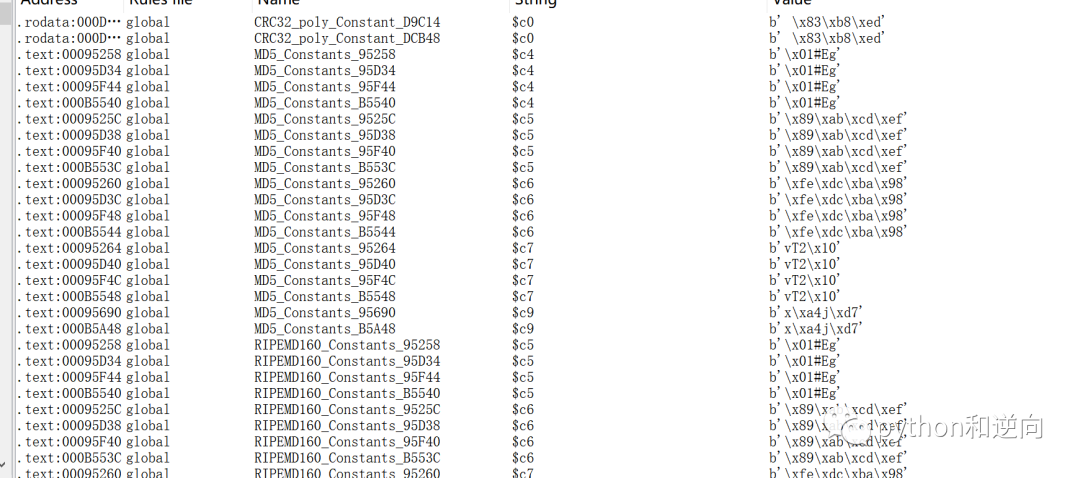 Address Rules file Name String Value
.rodata:000D… global CRC32_poly_Constant_D9C14 $c0 b' \x83\xb8\xed'
.rodata:000D… global CRC32_poly_Constant_DCB48 $c0 b' \x83\xb8\xed'
.text:00095258 global MD5_Constants_95258 $c4 b'\x01#Eg'
.text:00095D34 global MD5_Constants_95D34 $c4 b'\x01#Eg'
.text:00095F44 global MD5_Constants_95F44 $c4 b'\x01#Eg'
.text:000B5540 global MD5_Constants_B5540 $c4 b'\x01#Eg'
.text:0009525C global MD5_Constants_9525C $c5 b'\x89\xab\xcd\xef'
.text:00095D38 global MD5_Constants_95D38 $c5 b'\x89\xab\xcd\xef'
.text:00095F40 global MD5_Constants_95F40 $c5 b'\x89\xab\xcd\xef'
.text:000B553C global MD5_Constants_B553C $c5 b'\x89\xab\xcd\xef'
.text:00095260 global MD5_Constants_95260 $c6 b'\xfe\xdc\xba\x98'
.text:00095D3C global MD5_Constants_95D3C $c6 b'\xfe\xdc\xba\x98'
.text:00095F48 global MD5_Constants_95F48 $c6 b'\xfe\xdc\xba\x98'
.text:000B5544 global MD5_Constants_B5544 $c6 b'\xfe\xdc\xba\x98'
.text:00095264 global MD5_Constants_95264 $c7 b'vT2\x10'
.text:00095D40 global MD5_Constants_95D40 $c7 b'vT2\x10'
.text:00095F4C global MD5_Constants_95F4C $c7 b'vT2\x10'
.text:000B5548 global MD5_Constants_B5548 $c7 b'vT2\x10'
.text:00095690 global MD5_Constants_95690 $c9 b'x\xa4j\xd7'
.text:000B5A48 global MD5_Constants_B5A48 $c9 b'x\xa4j\xd7'
.text:00095258 global RIPEMD160_Constants_95258 $c5 b'\x01#Eg'
.text:00095D34 global RIPEMD160_Constants_95D34 $c5 b'\x01#Eg'
.text:00095F44 global RIPEMD160_Constants_95F44 $c5 b'\x01#Eg'
.text:000B5540 global RIPEMD160_Constants_B5540 $c5 b'\x01#Eg'
.text:0009525C global RIPEMD160_Constants_9525C $c6 b'\x89\xab\xcd\xef'
.text:00095D38 global RIPEMD160_Constants_95D38 $c6 b'\x89\xab\xcd\xef'
python和逆向
.text:00095F40 global RIPEMD160_Constants_95F40 $c6 b'\x89\xab\xcd\xef'
.text:000B553C global RIPEMD160_Constants_B553C $c6 b'\x89\xab\xcd\xef'
.text:00095260 global RIPEMD160_Constants_95260 $c7 b'\xfe\xdc\xba\x98'